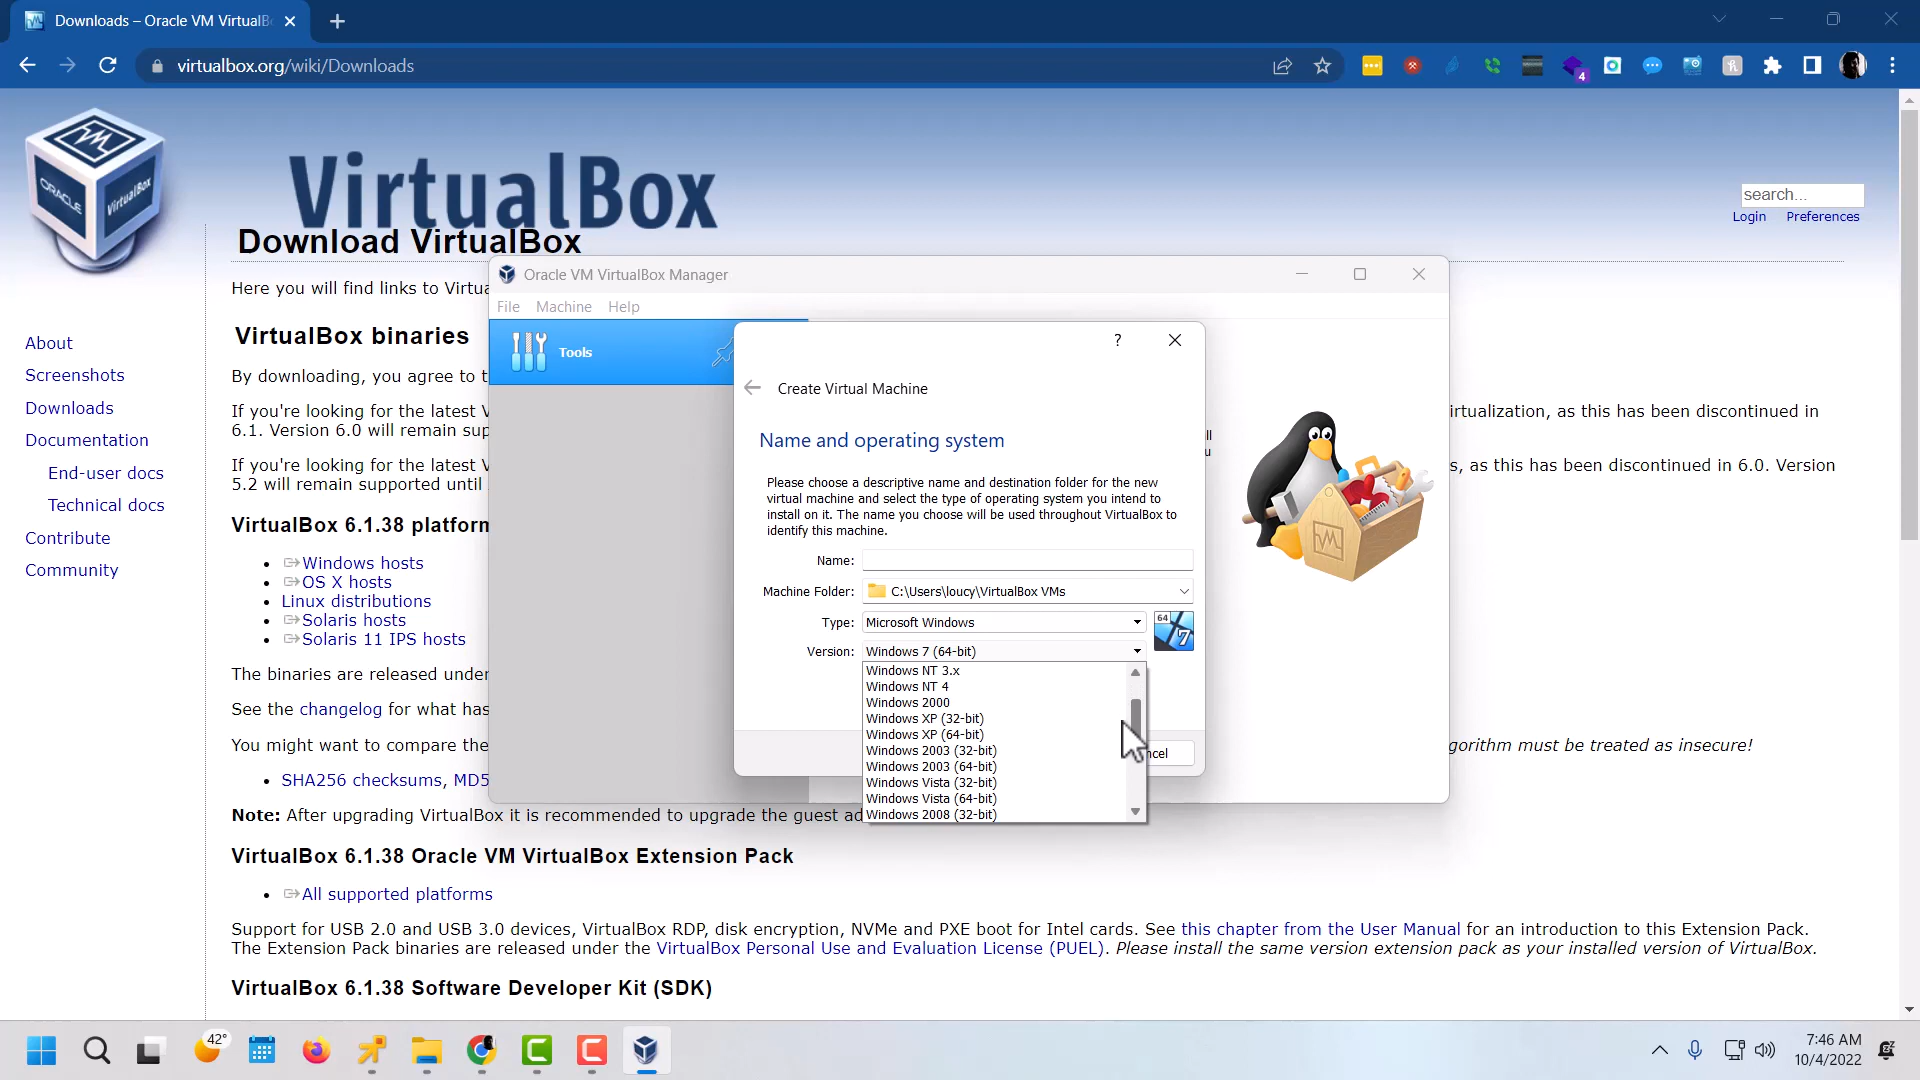 Downloads – Oracle VM VirtualB
virtualbox.org/wiki/Downloads
4
ORACLE
VirtualBox
VirtualBox
search...
Login Preferences
Download VirtualBox
Here you will find links to Virtua
VirtualBox binaries
By downloading, you agree to t
If you're looking for the latest V
irtualization, as this has been discontinued in
6.1. Version 6.0 will remain sup
If you're looking for the latest V
s, as this has been discontinued in 6.0. Version
5.2 will remain supported until
VirtualBox 6.1.38 platforn
Windows hosts
OS X hosts
Linux distributions
Solaris hosts
Solaris 11 IPS hosts
The binaries are released under
See the changelog for what has
You might want to compare the
gorithm must be treated as insecure!
SHA256 checksums, MD5
Note: After upgrading VirtualBox it is recommended to upgrade the guest ad
VirtualBox 6.1.38 Oracle VM VirtualBox Extension Pack
All supported platforms
Support for USB 2.0 and USB 3.0 devices, VirtualBox RDP, disk encryption, NVMe and PXE boot for Intel cards. See this chapter from the User Manual for an introduction to this Extension Pack.
The Extension Pack binaries are released under the VirtualBox Personal Use and Evaluation License (PUEL). Please install the same version extension pack as your installed version of VirtualBox.
VirtualBox 6.1.38 Software Developer Kit (SDK)
About
Screenshots
Downloads
Documentation
End-user docs
Technical docs
Contribute
Community
Oracle VM VirtualBox Manager
File Machine Help
Tools
ll
u
?
Create Virtual Machine
Name and operating system
Please choose a descriptive name and destination folder for the new
virtual machine and select the type of operating system you intend to
install on it. The name you choose will be used throughout VirtualBox to
identify this machine.
Name:
Machine Folder: C:\Users\loucy\VirtualBox VMs
Type: Microsoft Windows
64
7
Version: Windows 7 (64-bit)
Windows NT 3.x
Windows NT 4
Windows 2000
Windows XP (32-bit)
Windows XP (64-bit)
Windows 2003 (32-bit)
Windows 2003 (64-bit)
Windows Vista (32-bit)
Windows Vista (64-bit)
Windows 2008 (32-bit)
ncel
42°
7:46 AM
10/4/2022